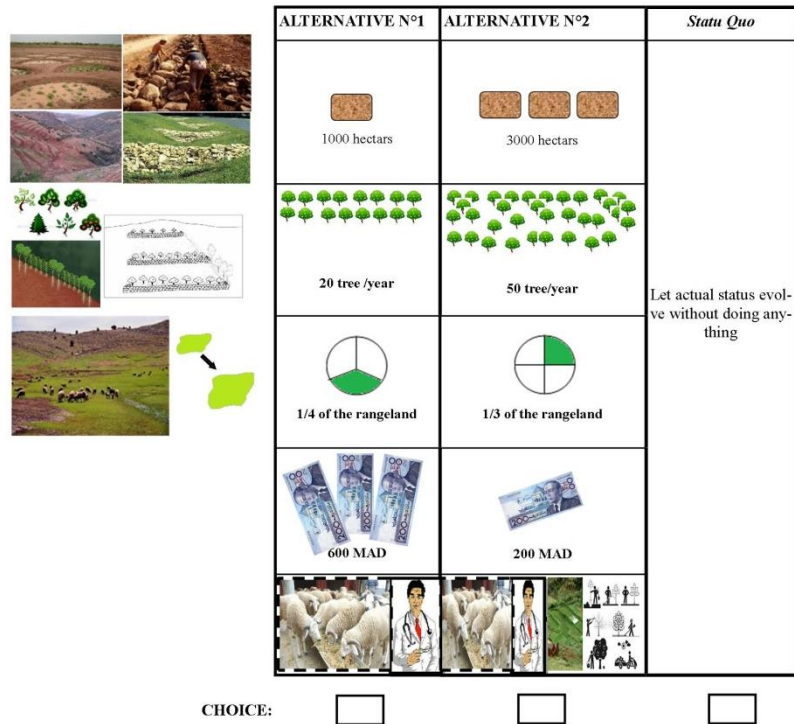 ALTERNATIVE N°1
ALTERNATIVE N°2
Statu Quo
1000 hectars
3000 hectars
20 tree /year
50 tree/year
Let actual status evol-
ve without doing any-
thing
1/4 of the rangeland
1/3 of the rangeland
600 MAD
200 MAD
CHOICE: